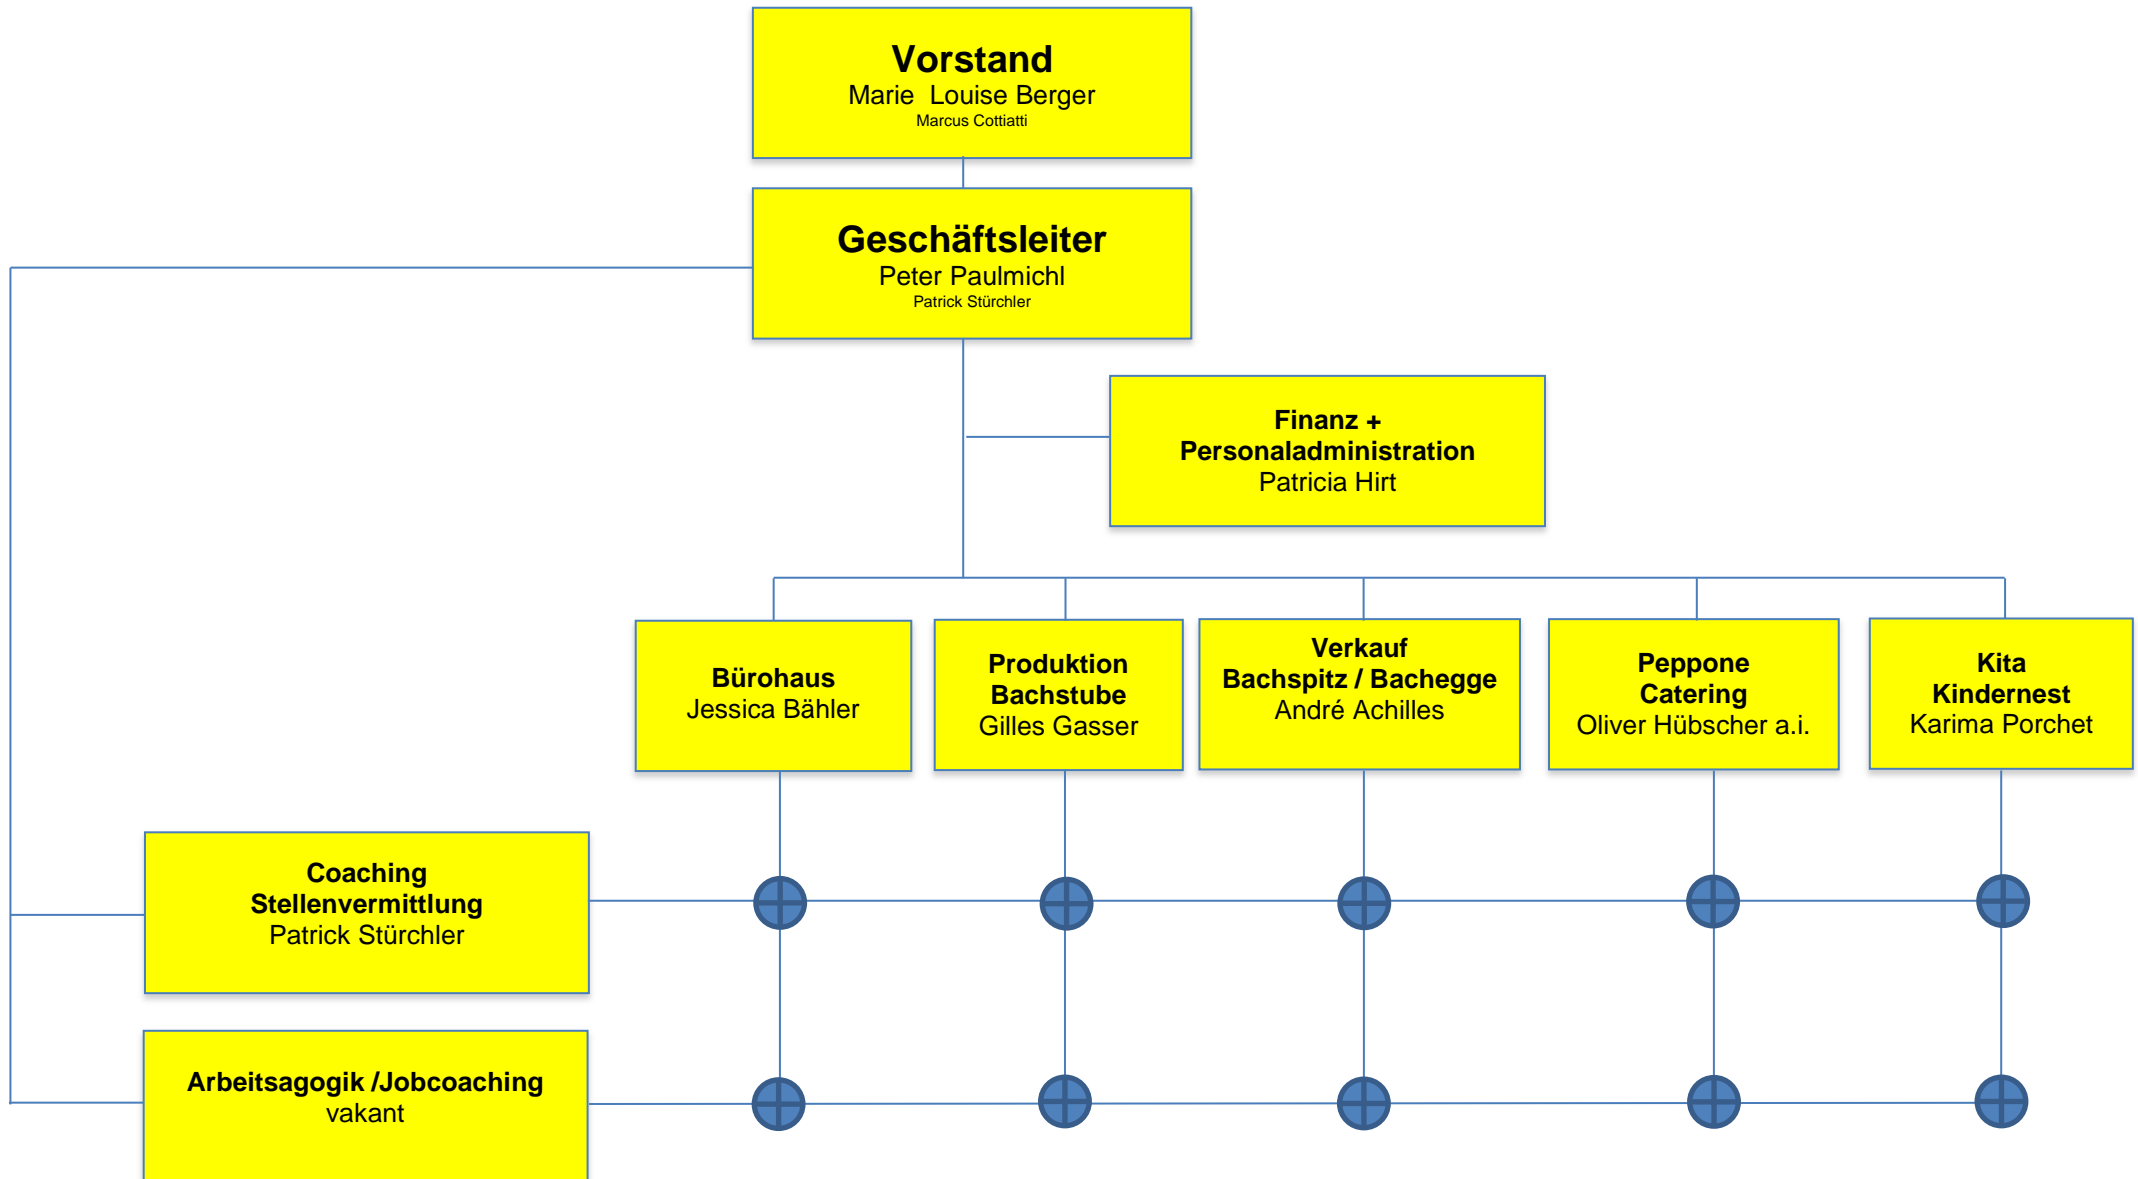 Vorstand
Marie  Louise Berger
Marcus Cottiatti
Geschäftsleiter
Peter Paulmichl
Patrick Stürchler
Finanz +
Personaladministration
Patricia Hirt
Bürohaus
Jessica Bähler
Produktion
Bachstube
Gilles Gasser
Verkauf
Bachspitz / Bachegge
André Achilles
Peppone
Catering
Oliver Hübscher a.i.
Kita
Kindernest
Karima Porchet
Coaching
Stellenvermittlung
Patrick Stürchler
Arbeitsagogik /Jobcoaching
vakant